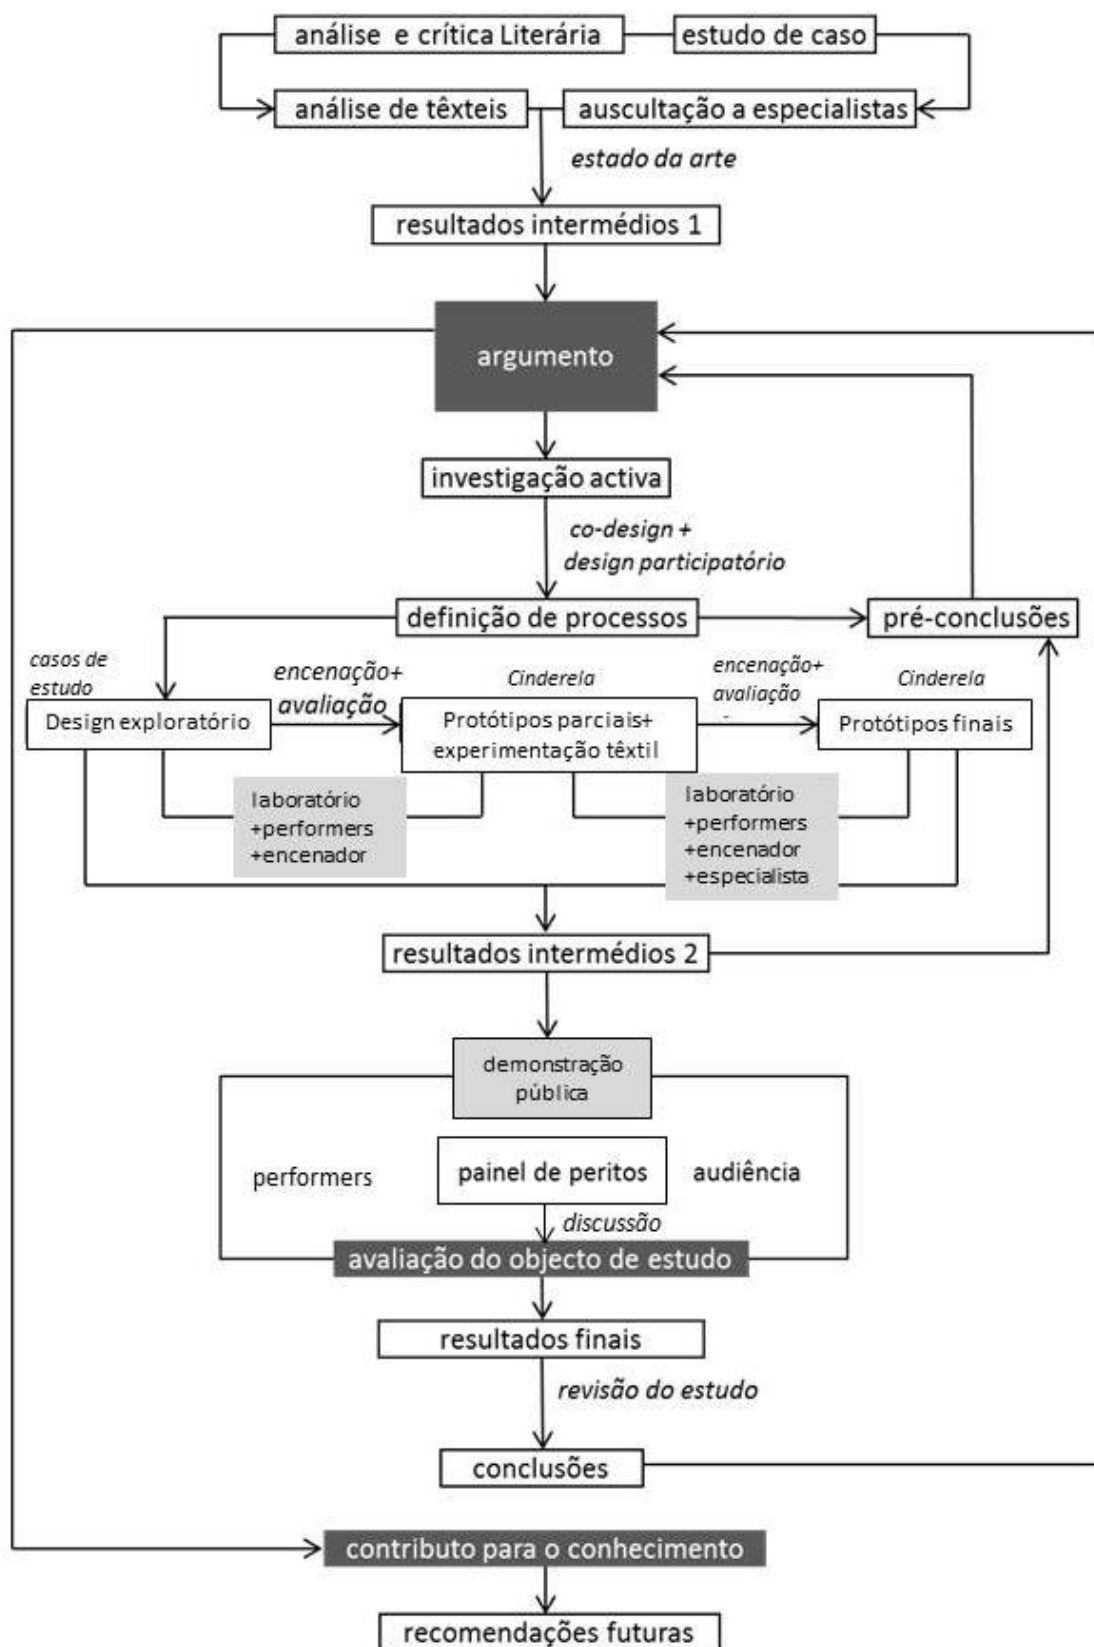 análise e crítica Literária
estudo de caso
análise de têxteis
auscultação a especialistas
estado da arte
resultados intermédios 1
argumento
investigação activa
co-design +
design participatório
definição de processos
pré-conclusões
casos de
estudo
encenação+
avaliação
Cinderela
encenação+
avaliação
Cinderela
Design exploratório
Protótipos parciais+
experimentação têxtil
Protótipos finais
laboratório
+performers
+encenador
laboratório
+performers
+encenador
+especialista
resultados intermédios 2
demonstração
pública
performers
painel de peritos
audiência
discussão
avaliação do objecto de estudo
resultados finais
revisão do estudo
conclusões
contributo para o conhecimento
recomendações futuras